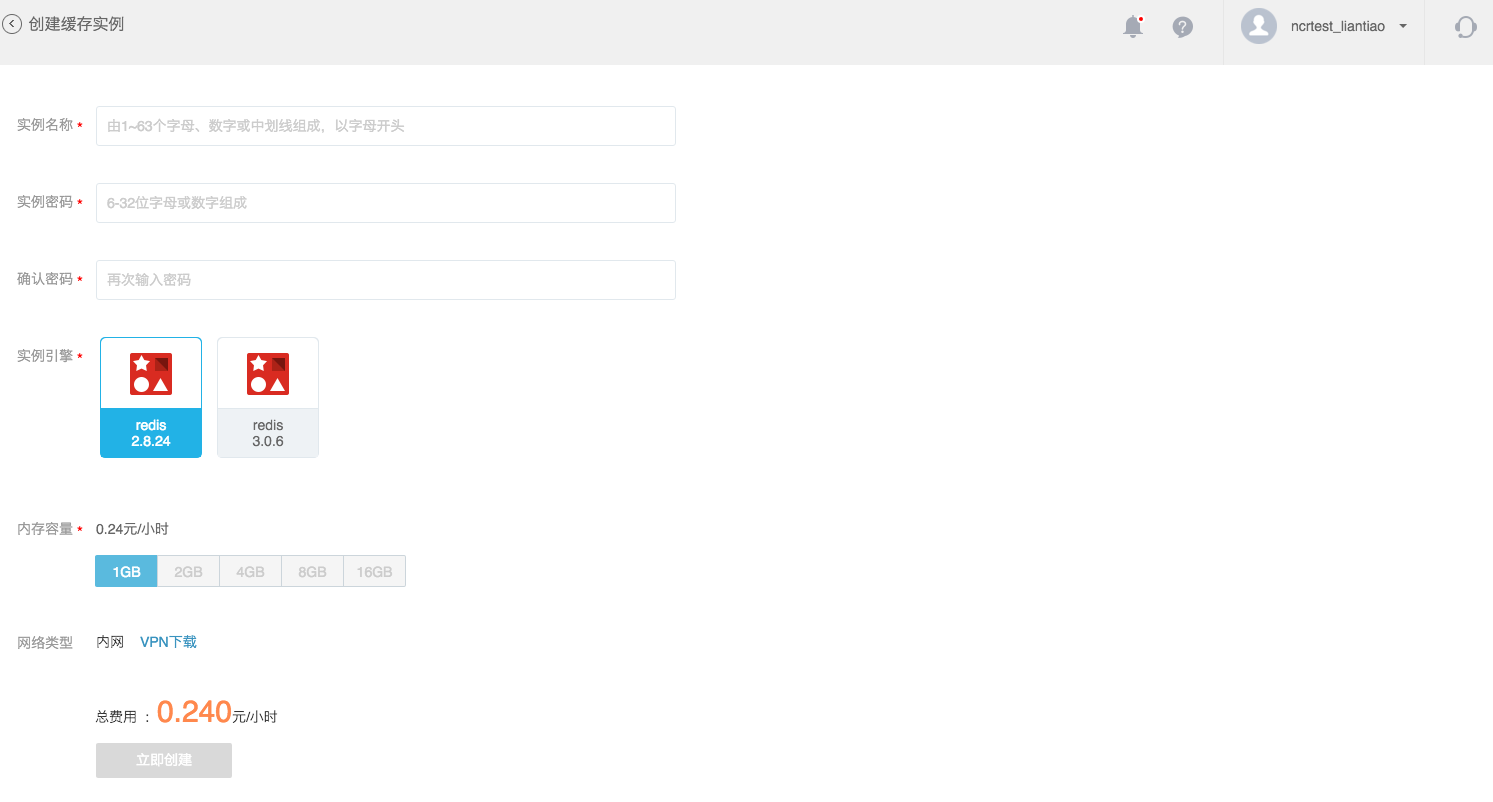 创建缓存实例
ncrtest_liantiao
实例名称 * 由1~63个字母、数字或中划线组成，以字母开头
实例密码 * 6-32位字母或数字组成
确认密码 * 再次输入密码
实例引擎 *
redis
2.8.24
redis
3.0.6
内存容量 * 0.24元/小时
1GB 2GB 4GB 8GB 16GB
网络类型 内网 VPN下载
总费用 ：0.240元/小时
立即创建